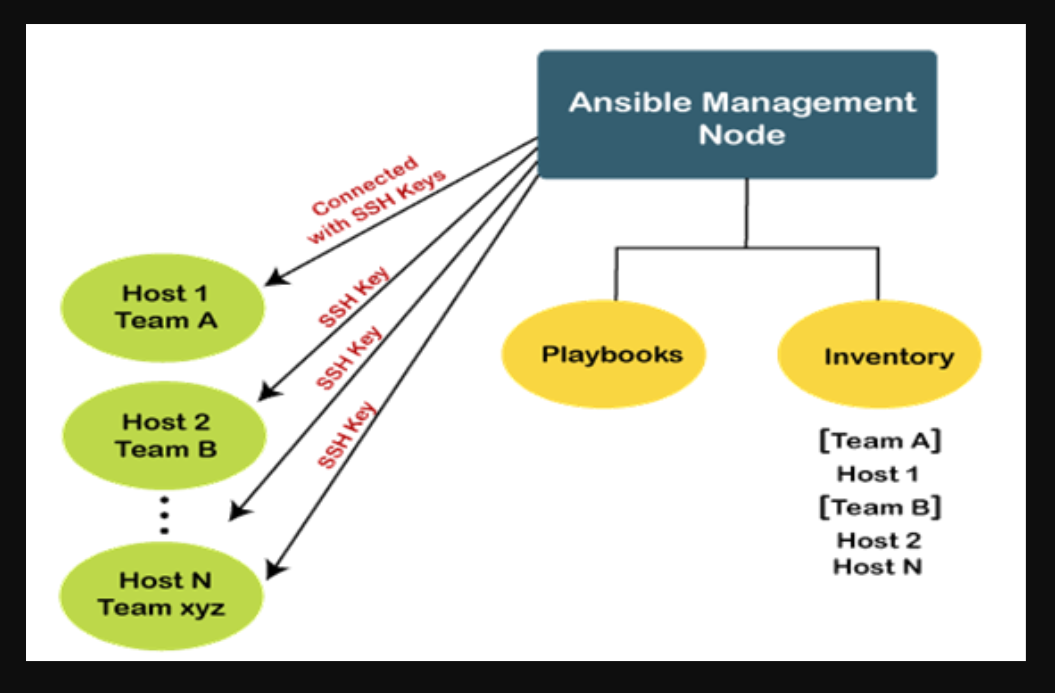 Ansible Management
Node
Connected
with SSH Keys
SSH Key
SSH Key
SSH Key
Host 1
Team A
Host 2
Team B
Host N
Team xyz
Playbooks
Inventory
[Team A]
Host 1
[Team B]
Host 2
Host N